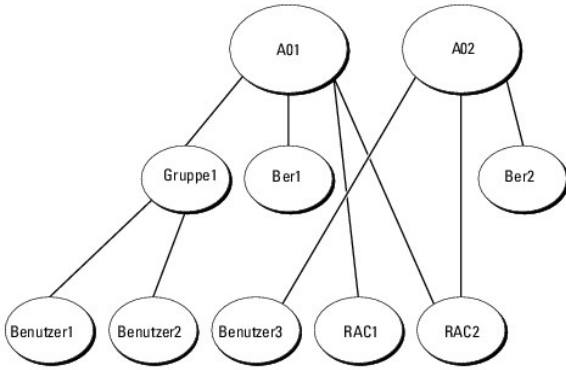 A01
A02
Gruppe1
Ber1
Ber2
Benutzer1
Benutzer2
Benutzer3
RAC1
RAC2